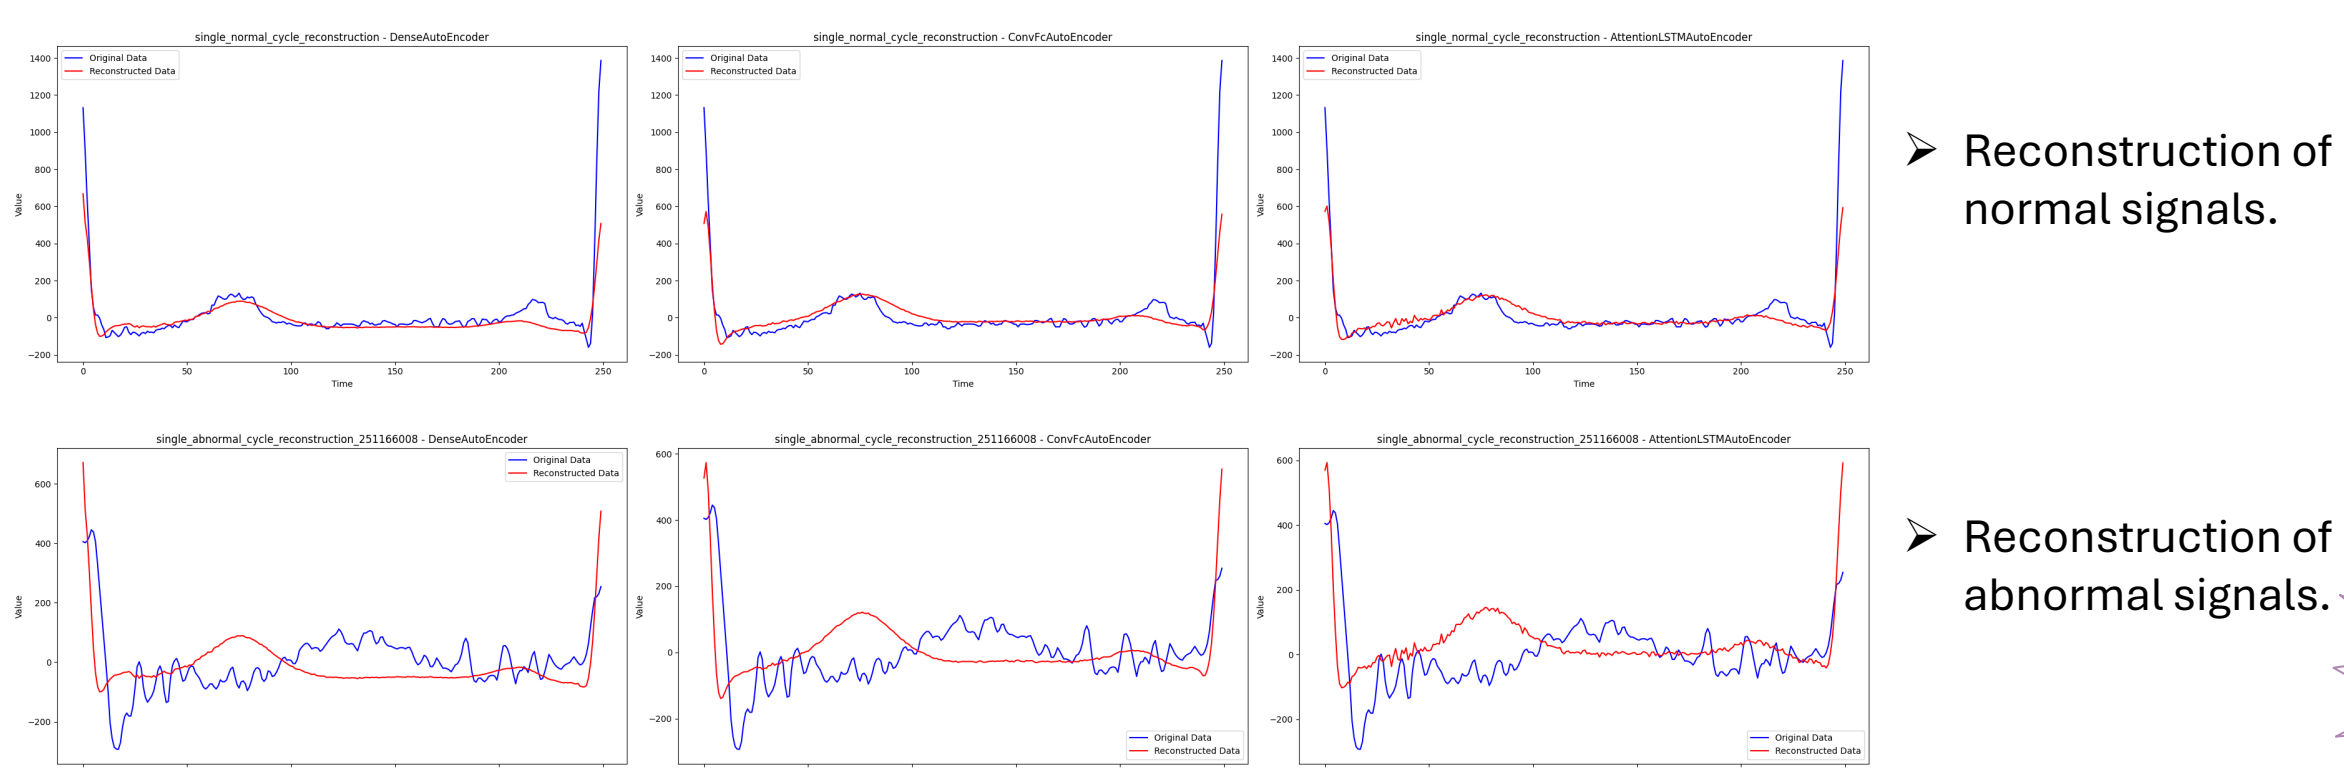 single_normal_cycle_reconstruction - DenseAutoEncoder
Original Data
Reconstructed Data
1400
1200
1000
800
600
400
200
0
−200
Value
0 50 100 150 200 250
Time
single_normal_cycle_reconstruction - ConvFcAutoEncoder
Original Data
Reconstructed Data
1400
1200
1000
800
600
400
200
0
−200
Value
0 50 100 150 200 250
Time
single_normal_cycle_reconstruction - AttentionLSTMAutoEncoder
Original Data
Reconstructed Data
1400
1200
1000
800
600
400
200
0
−200
Value
0 50 100 150 200 250
Time
➢ Reconstruction of
normal signals.
single_abnormal_cycle_reconstruction_251166008 - DenseAutoEncoder
Original Data
Reconstructed Data
600
400
200
0
−200
Value
single_abnormal_cycle_reconstruction_251166008 - ConvFcAutoEncoder
600
400
200
0
−200
Value
Original Data
Reconstructed Data
single_abnormal_cycle_reconstruction_251166008 - AttentionLSTMAutoEncoder
600
400
200
0
−200
Value
Original Data
Reconstructed Data
➢ Reconstruction of
abnormal signals.